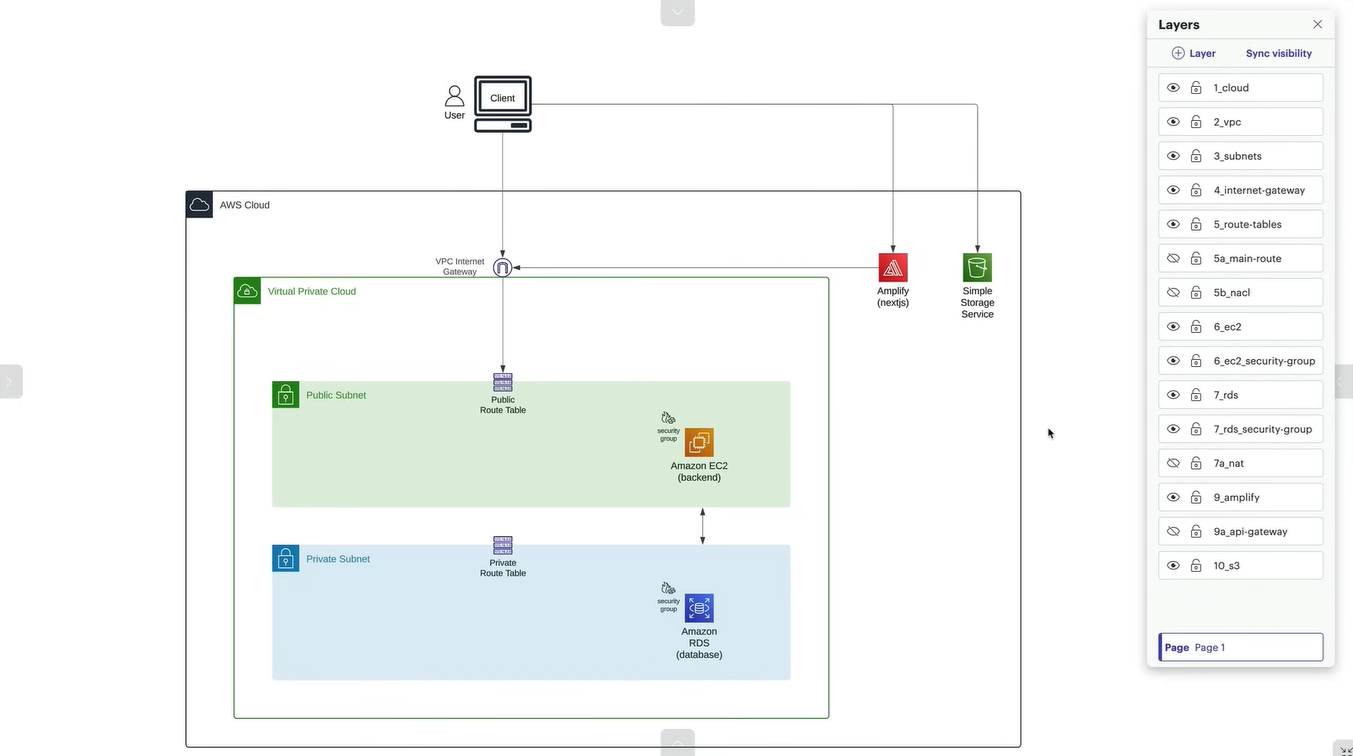 Layers
Layer
Sync visibility
1_cloud
2_vpc
3_subnets
4_internet-gateway
5_route-tables
5a_main-route
5b_nacl
6_ec2
6_ec2_security-group
7_rds
7_rds_security-group
7a_nat
9_amplify
9a_api-gateway
10_s3
Page Page 1
User
Client
AWS Cloud
VPC Internet
Gateway
Virtual Private Cloud
Amplify
(nextjs)
Simple
Storage
Service
Public Subnet
Public
Route Table
security
group
Amazon EC2
(backend)
Private Subnet
Private
Route Table
security
group
Amazon
RDS
(database)